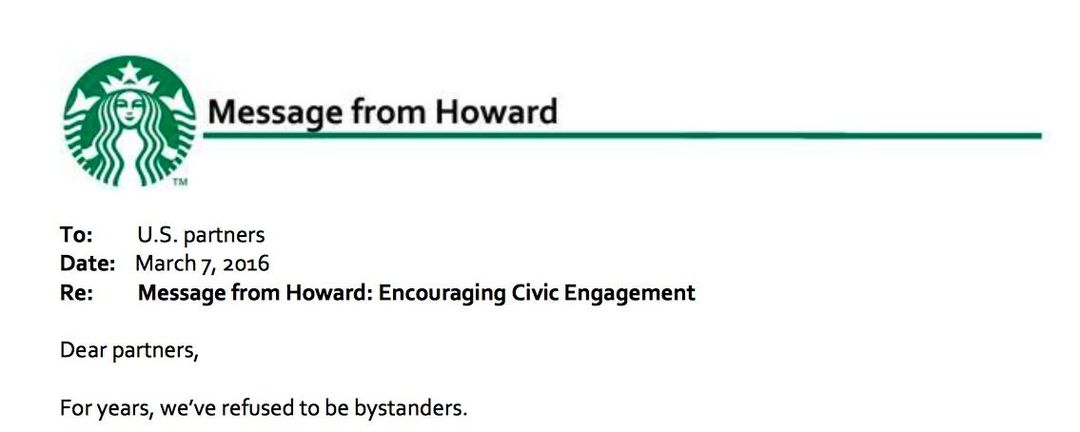 Message from Howard
TM
To: U.S. partners
Date: March 7, 2016
Re: Message from Howard: Encouraging Civic Engagement
Dear partners,
For years, we’ve refused to be bystanders.